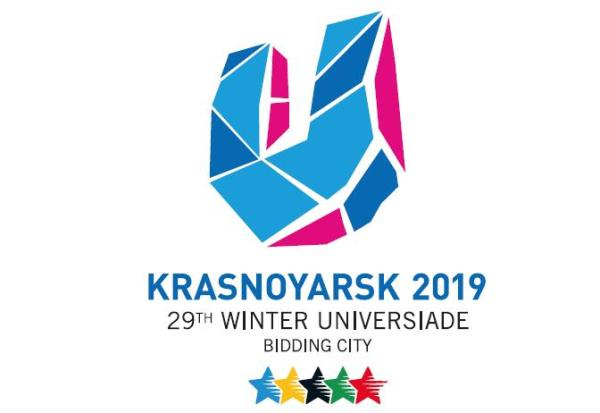 KRASNOYARSK 2019
29TH WINTER UNIVERSIADE
BIDDING CITY